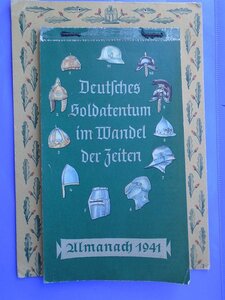 Deutsches
Soldatentum
im Wandel
der Zeiten
Almanach 1941